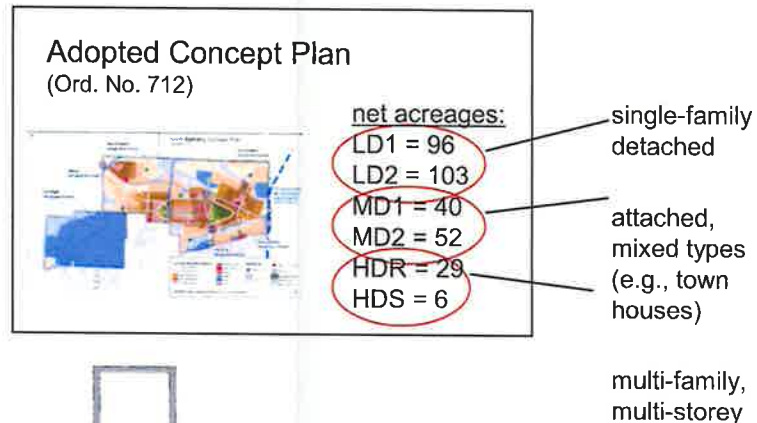 Adopted Concept Plan
(Ord. No. 712)
net acreages:
LD1 = 96
LD2 = 103
MD1 = 40
MD2 = 52
HDR = 29
HDS = 6
single-family
detached
attached,
mixed types
(e.g., town
houses)
multi-family,
multi-storey